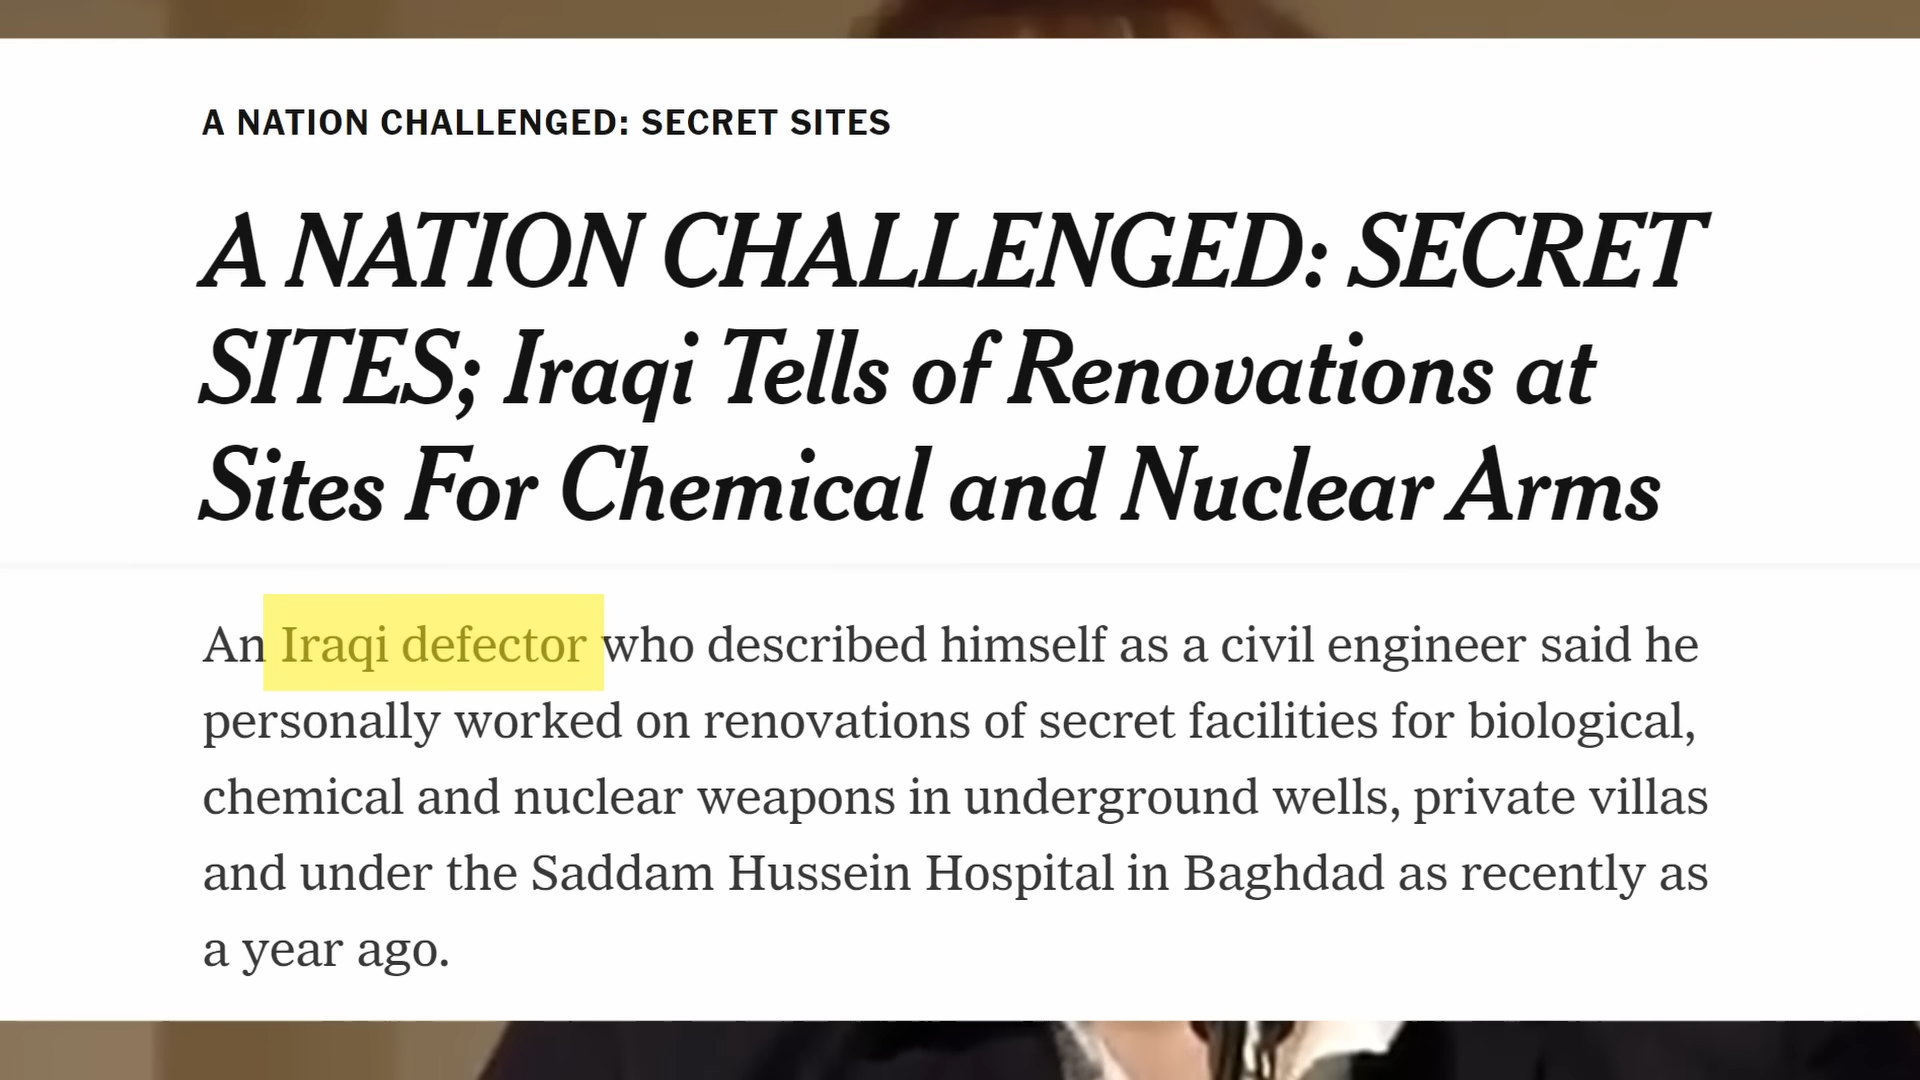 A NATION CHALLENGED: SECRET SITES
A NATION CHALLENGED: SECRET
SITES; Iraqi Tells of Renovations at
Sites For Chemical and Nuclear Arms
An Iraqi defector who described himself as a civil engineer said he
personally worked on renovations of secret facilities for biological,
chemical and nuclear weapons in underground wells, private villas
and under the Saddam Hussein Hospital in Baghdad as recently as
a year ago.